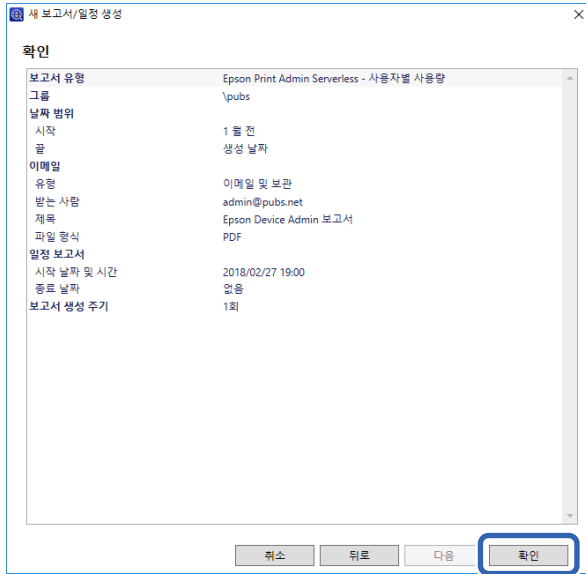 새 보고서/일정 생성
확인
보고서 유형 Epson Print Admin Serverless - 사용자별 사용량
그룹 \pubs
날짜 범위
시작 1 월 전
끝 생성 날짜
이메일
유형 이메일 및 보관
받는 사람 admin@pubs.net
제목 Epson Device Admin 보고서
파일 형식 PDF
일정 보고서
시작 날짜 및 시간 2018/02/27 19:00
종료 날짜 없음
보고서 생성 주기 1회
취소 뒤로 다음 확인